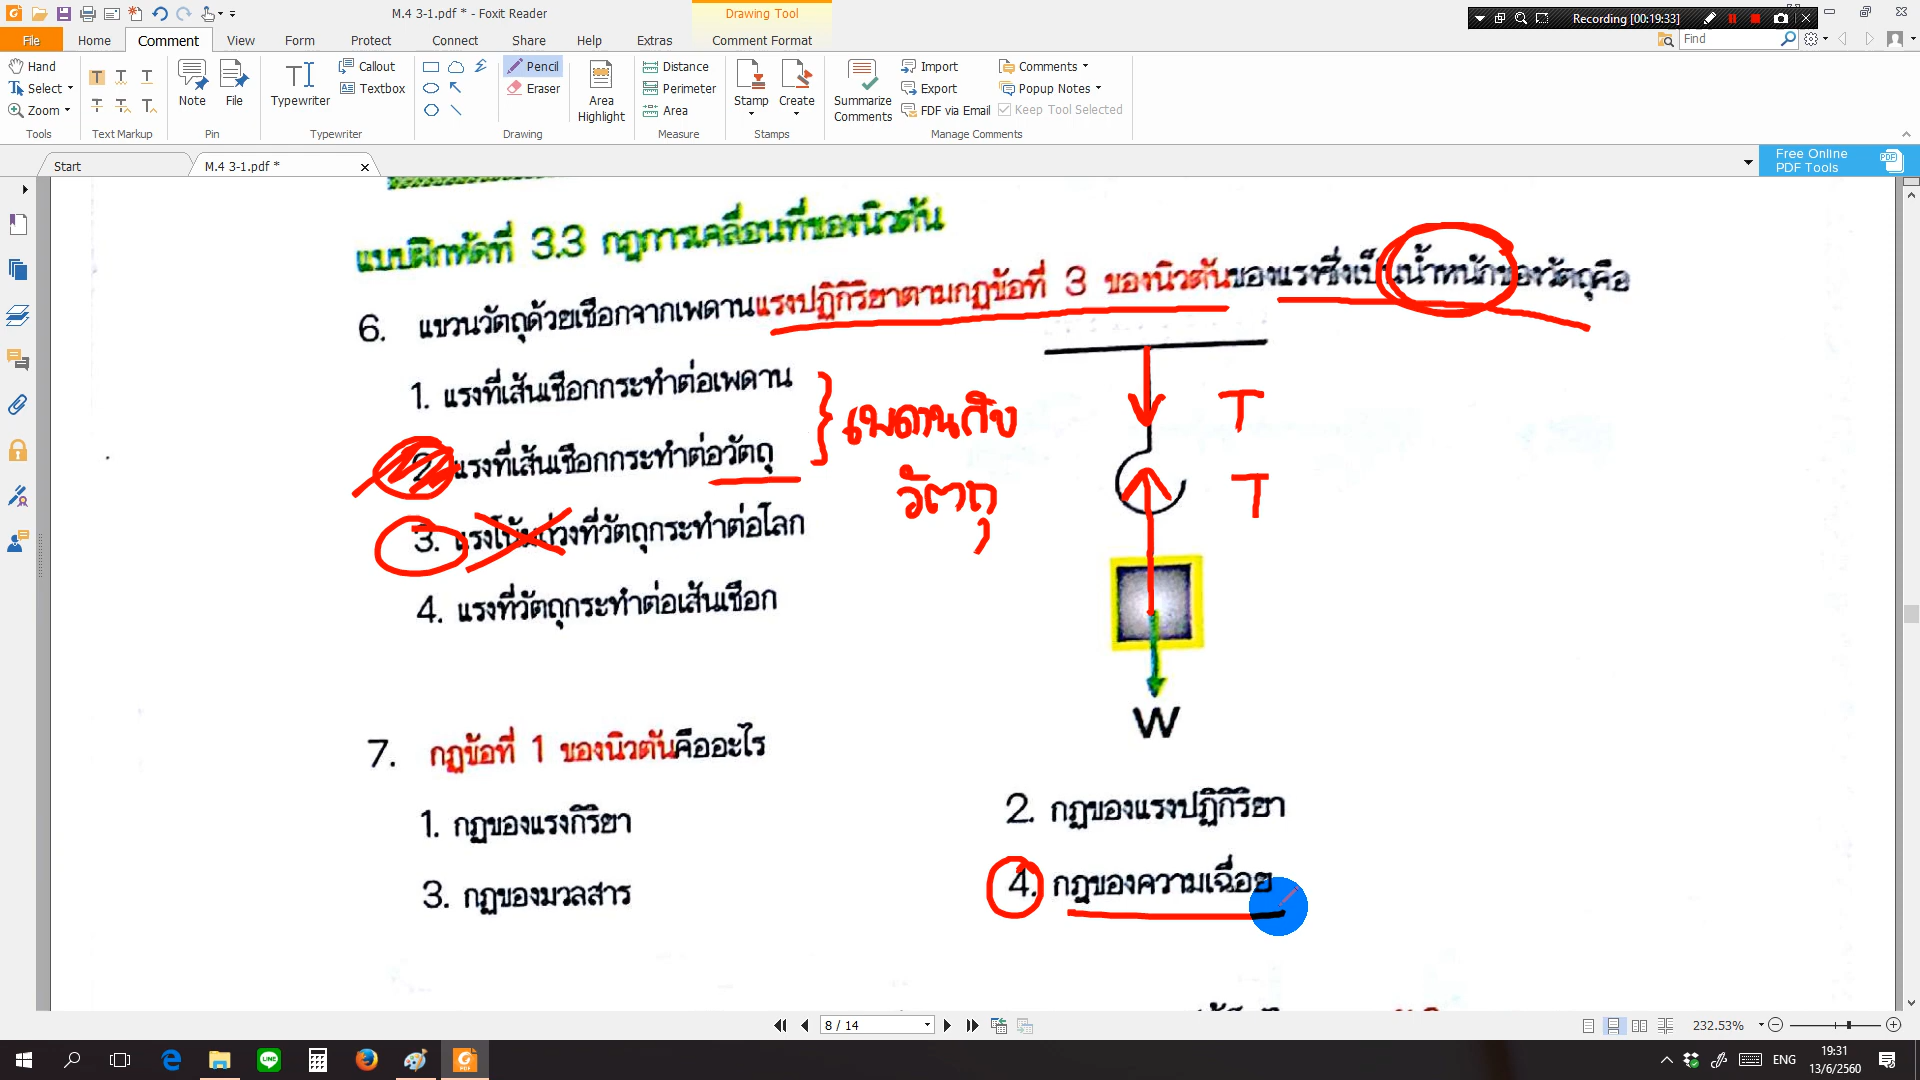 M.4 3-1.pdf * - Foxit Reader
Drawing Tool
Recording [00:19:33]
File Home Comment View Form Protect Connect Share Help Extras Comment Format
Find
Hand
Select
Zoom
Tools
Text Markup
Note
File
Pin
Typewriter
Callout
Textbox
Typewriter
Pencil
Eraser
Area Highlight
Drawing
Distance
Perimeter
Area
Measure
Stamp
Create
Stamps
Summarize Comments
Import
Export
FDF via Email
Comments
Popup Notes
Keep Tool Selected
Manage Comments
Start
M.4 3-1.pdf *
Free Online
PDF Tools
แบบฝึกหัดที่ 3.3 กฎการเคลื่อนที่ของนิวตัน
6. แขวนวัตถุด้วยเชือกจากเพดานแรงปฏิกิริยาตามกฎข้อที่ 3 ของนิวตันของแรงซึ่งเป็นน้ำหนักของวัตถุคือ
1. แรงที่เส้นเชือกกระทำต่อเพดาน
2. แรงที่เส้นเชือกกระทำต่อวัตถุ
3. แรงโน้มถ่วงที่วัตถุกระทำต่อโลก
4. แรงที่วัตถุกระทำต่อเส้นเชือก
เพดานกับ
วัตถุ
T
T
W
7. กฎข้อที่ 1 ของนิวตันคืออะไร
1. กฎของแรงกิริยา
2. กฎของแรงปฏิกิริยา
3. กฎของมวลสาร
4. กฎของความเฉื่อย
8 / 14
232.53%
ENG
19:31
13/6/2560